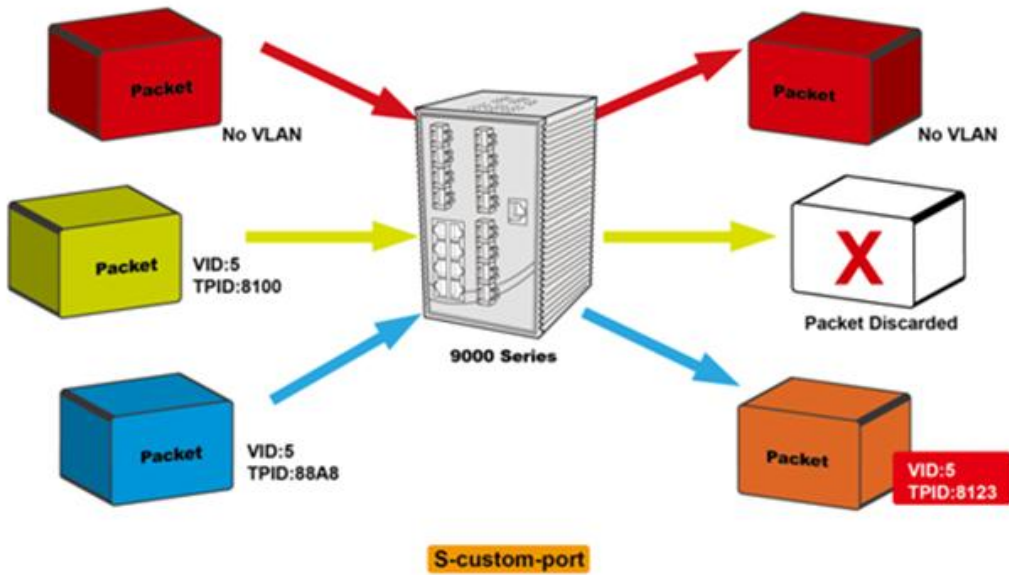 Packet
No VLAN
Packet
No VLAN
Packet
VID:5
TPID:8100
X
Packet Discarded
9000 Series
Packet
VID:5
TPID:88A8
Packet
VID:5
TPID:8123
S-custom-port